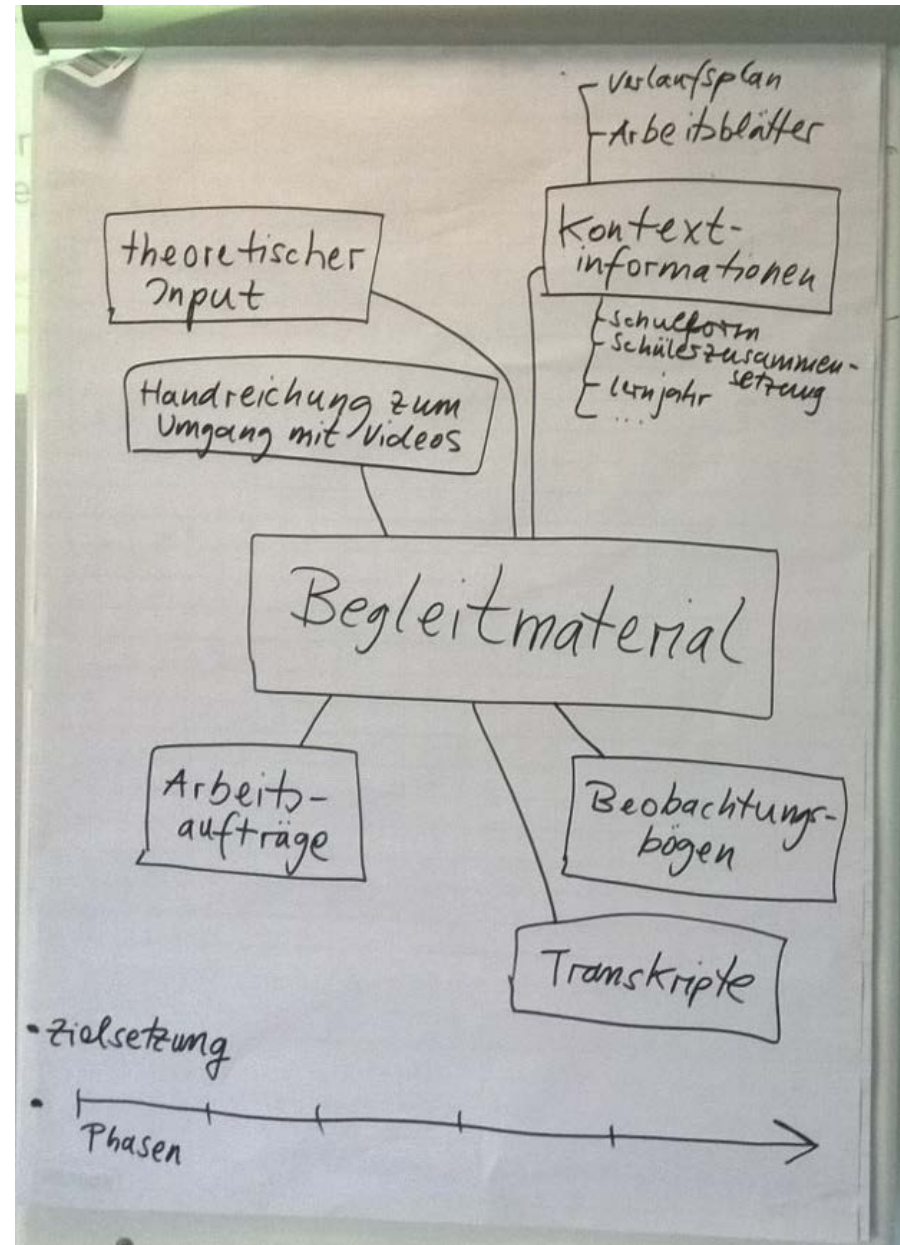 Verlaufsplan
Arbeitsblätter
Kontext-
informationen
Schulform
Schülerzusammen-
setzung
Lernjahr
...
theoretischer
Input
Handreichung zum
Umgang mit Videos
Begleitmaterial
Arbeits-
aufträge
Beobachtungs-
bögen
Transkripte
• Zielsetzung
•
Phasen